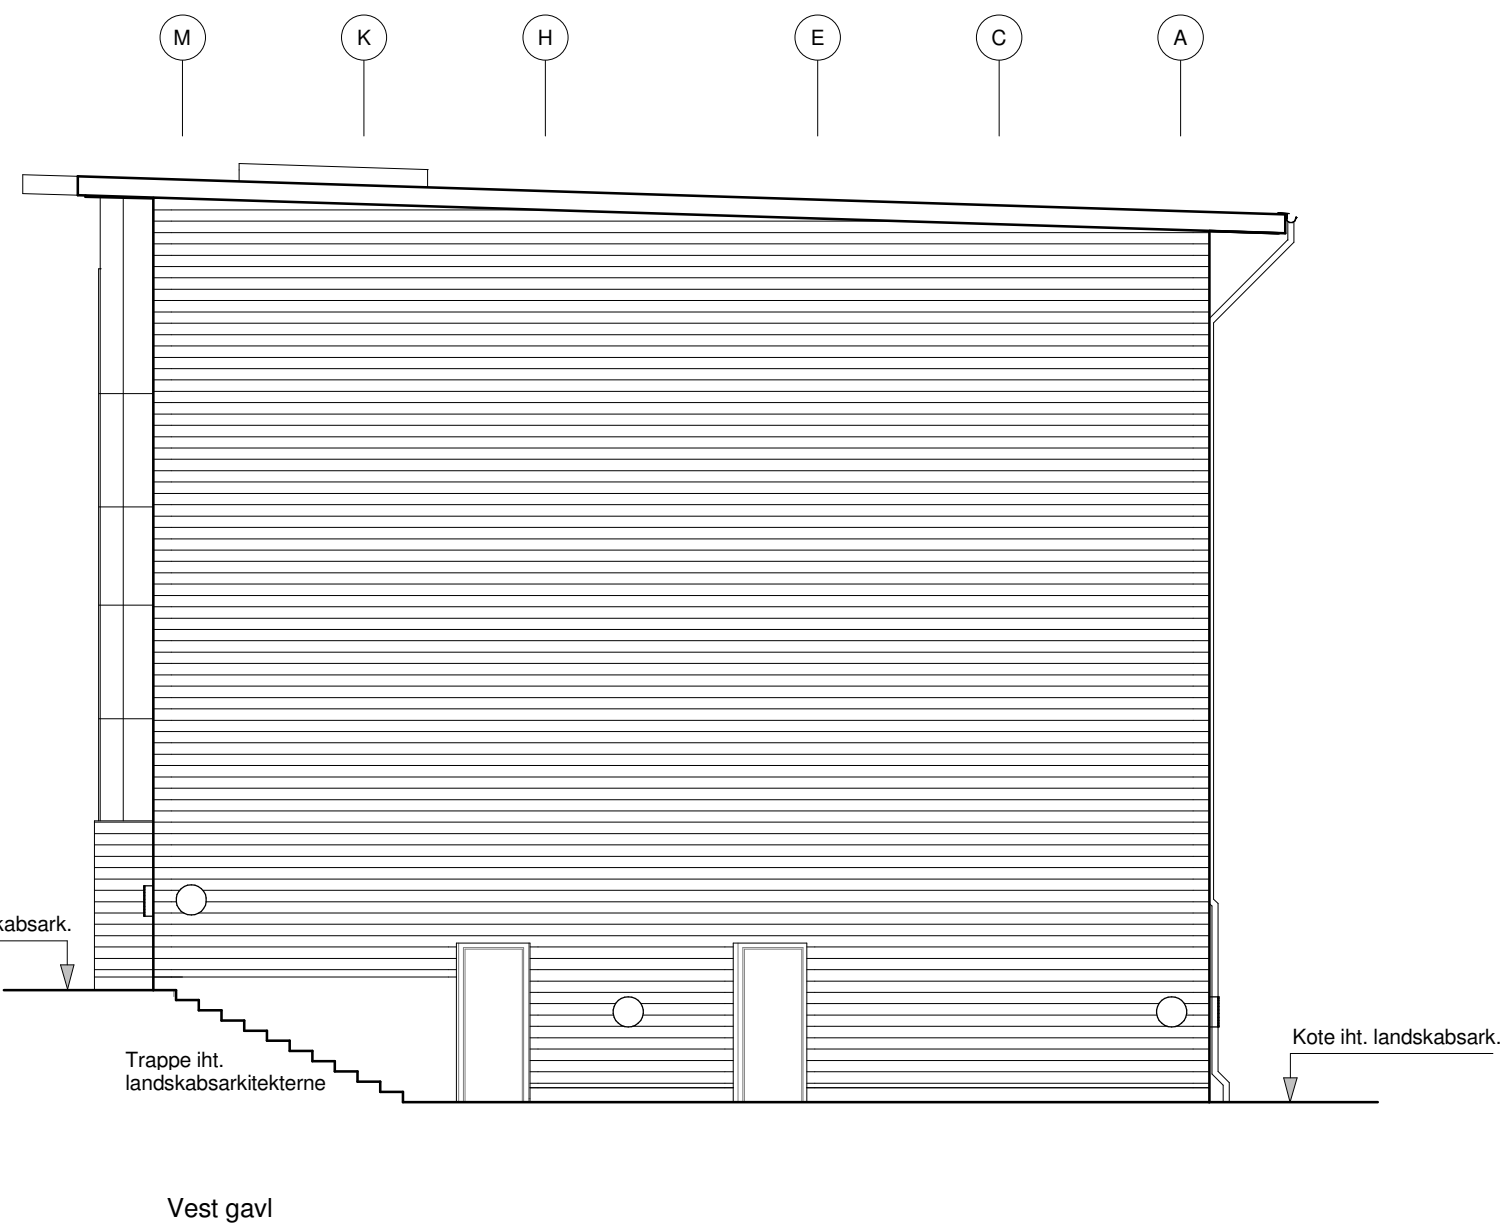 M K H E C A
kabsark.
Kote iht. landskabsark.
Trappe iht.
landskabsarkitekterne
Vest gavl